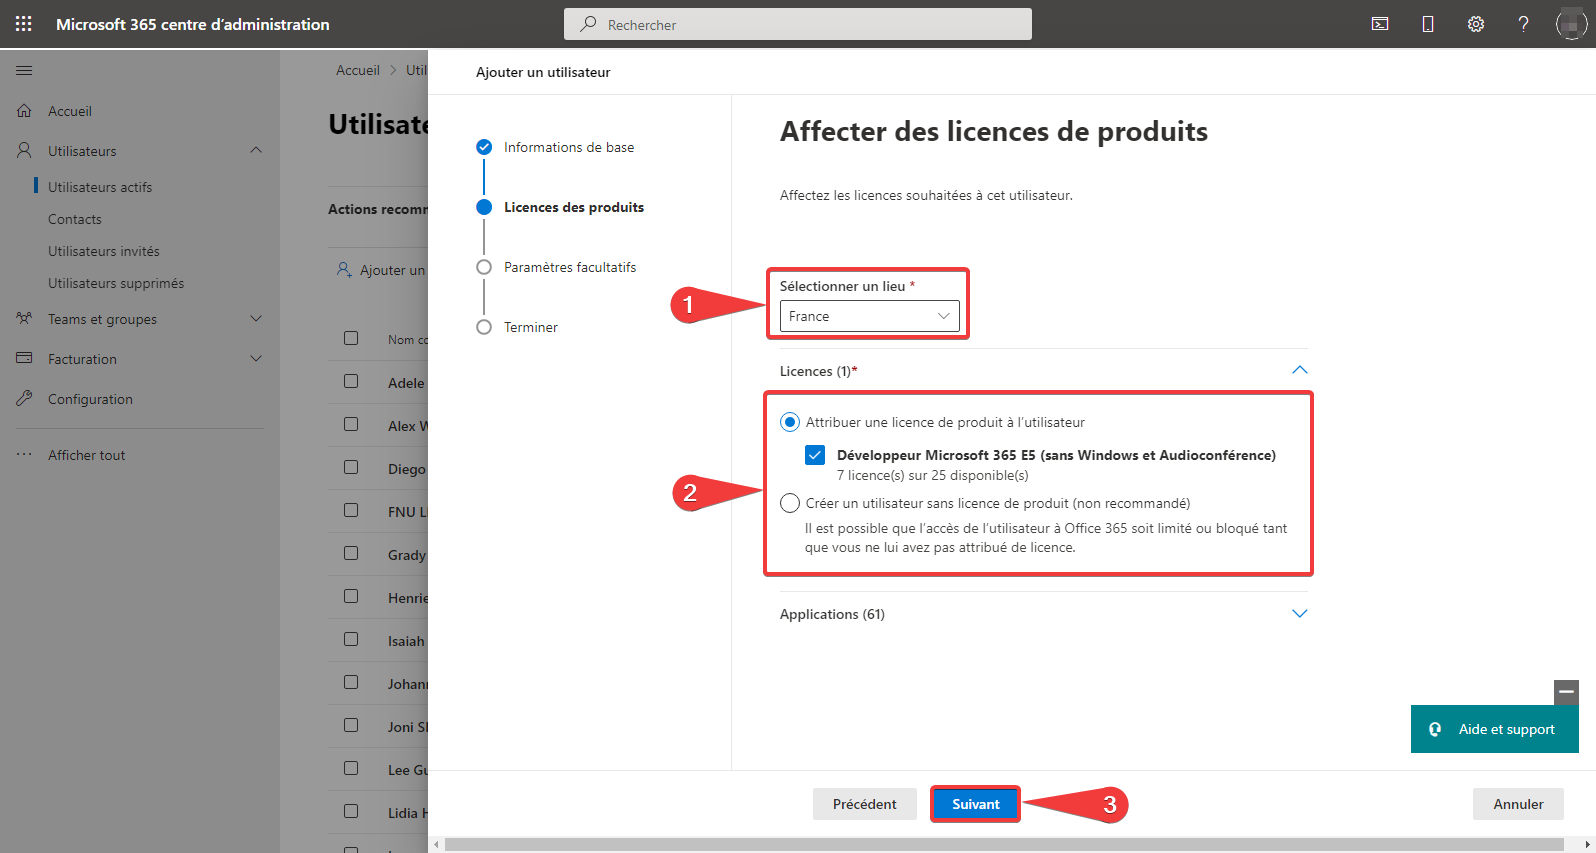 Microsoft 365 centre d’administration
Rechercher
?
Accueil
Utilisateurs
Utilisateurs actifs
Contacts
Utilisateurs invités
Utilisateurs supprimés
Teams et groupes
Facturation
Configuration
Afficher tout
Accueil > Util
Utilisate
Actions recomm
Ajouter un
Nom co
Adele
Alex W
Diego
FNU L
Grady
Henrie
Isaiah
Johann
Joni Sh
Lee Gu
Lidia H
Ajouter un utilisateur
Informations de base
Licences des produits
Paramètres facultatifs
Terminer
Affecter des licences de produits
Affectez les licences souhaitées à cet utilisateur.
1
Sélectionner un lieu *
France
Licences (1)*
2
Attribuer une licence de produit à l’utilisateur
Développeur Microsoft 365 E5 (sans Windows et Audioconférence)
7 licence(s) sur 25 disponible(s)
Créer un utilisateur sans licence de produit (non recommandé)
Il est possible que l’accès de l’utilisateur à Office 365 soit limité ou bloqué tant
que vous ne lui avez pas attribué de licence.
Applications (61)
Aide et support
Précédent
Suivant
3
Annuler